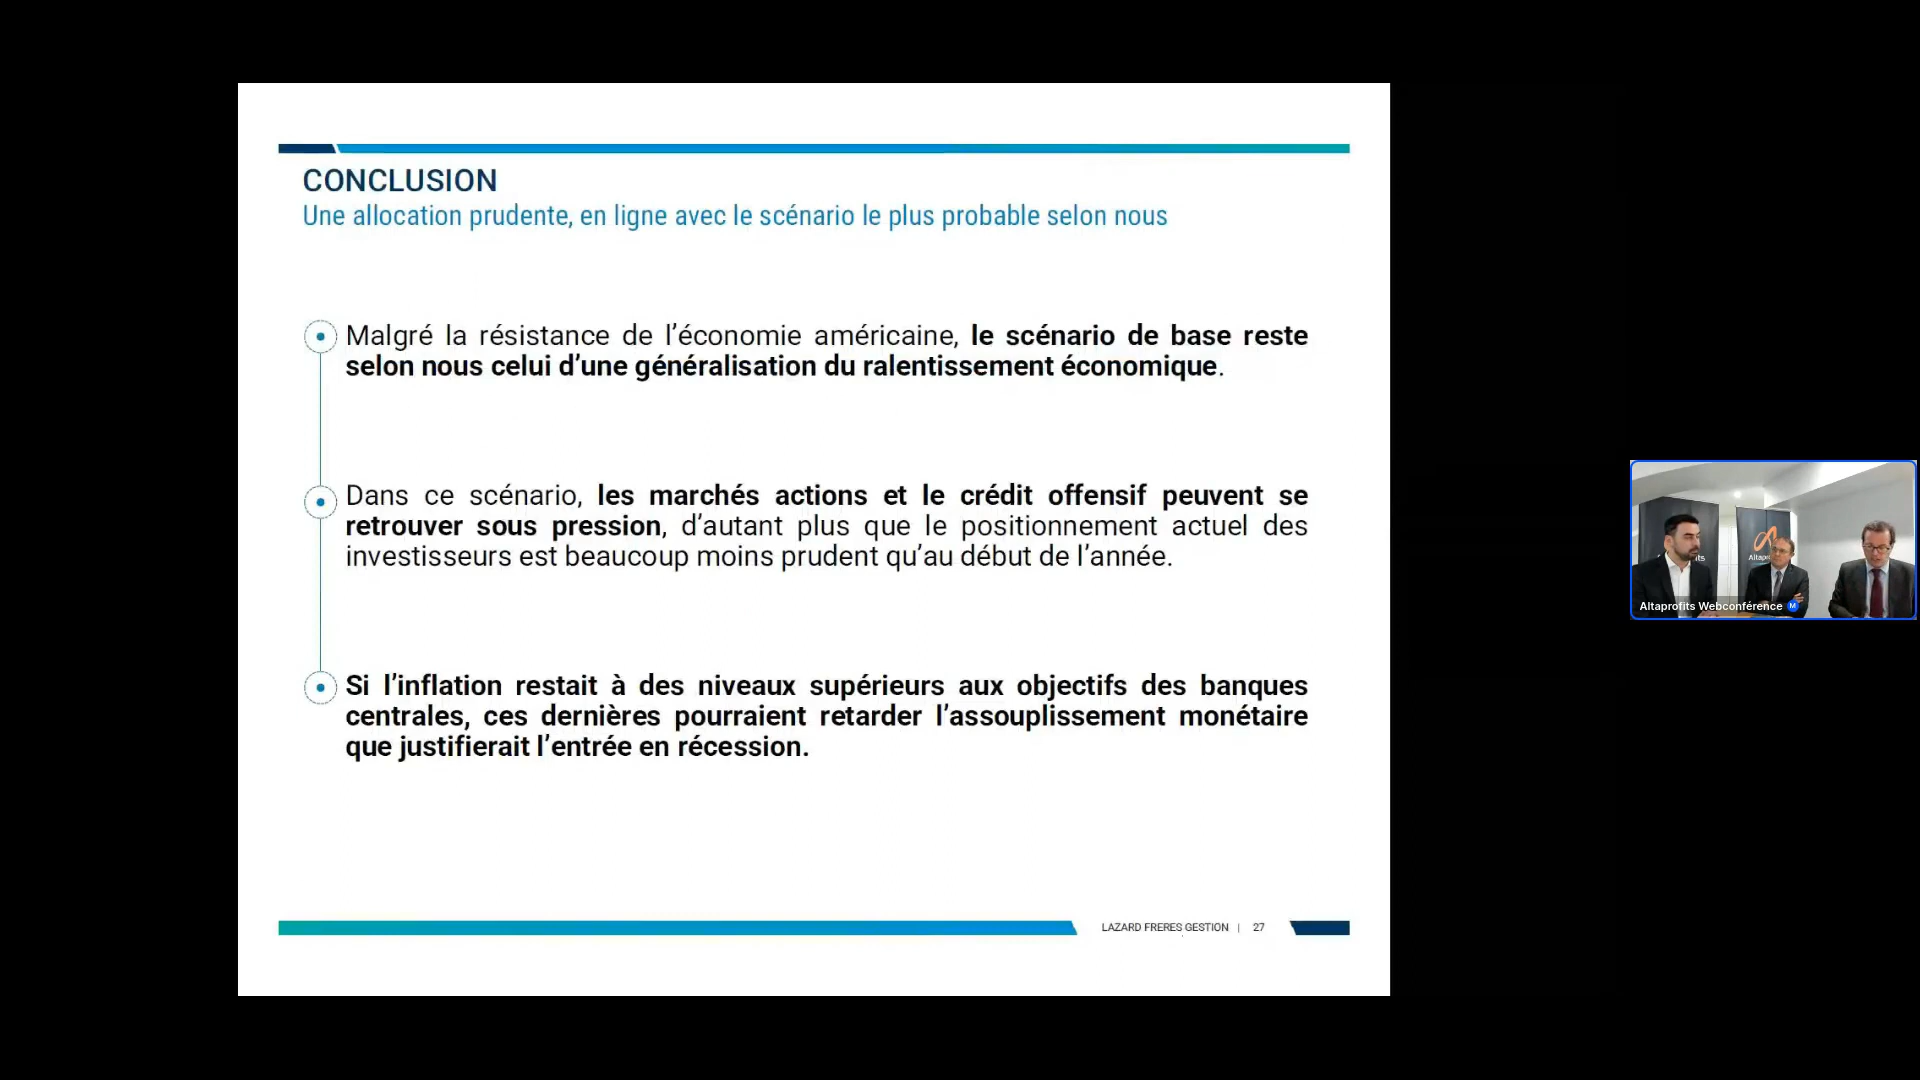 CONCLUSION
Une allocation prudente, en ligne avec le scénario le plus probable selon nous
Malgré la résistance de l’économie américaine, le scénario de base reste
selon nous celui d’une généralisation du ralentissement économique.
Dans ce scénario, les marchés actions et le crédit offensif peuvent se
retrouver sous pression, d’autant plus que le positionnement actuel des
investisseurs est beaucoup moins prudent qu’au début de l’année.
Si l’inflation restait à des niveaux supérieurs aux objectifs des banques
centrales, ces dernières pourraient retarder l’assouplissement monétaire
que justifierait l’entrée en récession.
LAZARD FRERES GESTION | 27
Altaprofits Webconférence